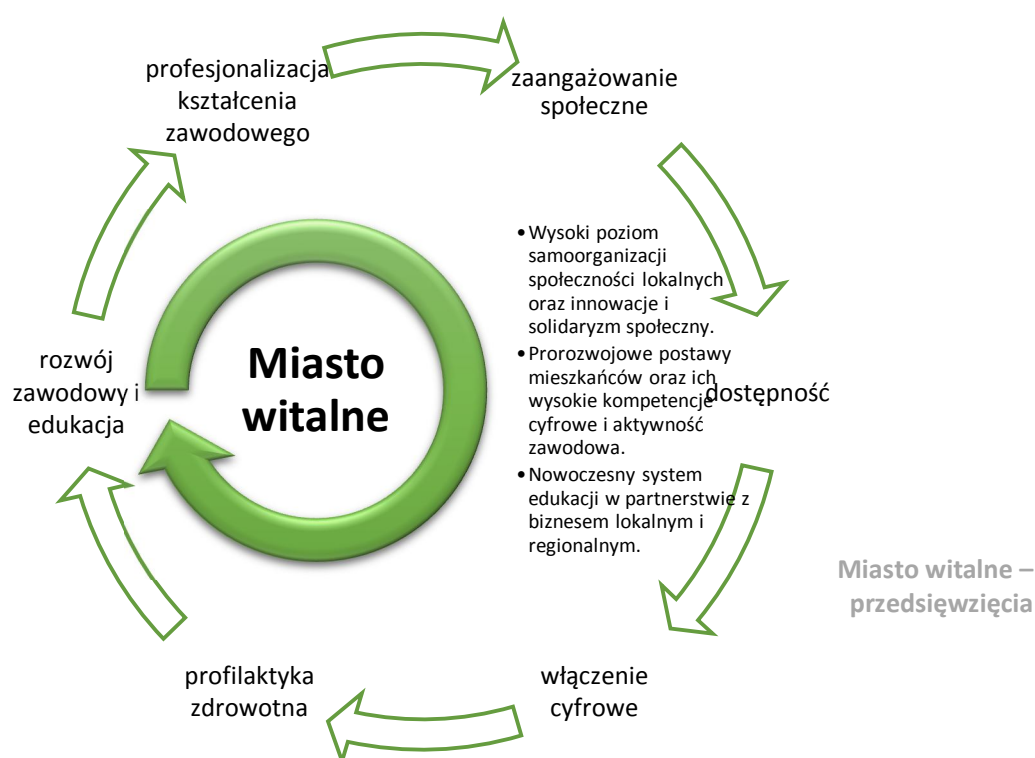 profesjonalizacja
kształcenia
zawodowego
zaangażowanie
społeczne
•Wysoki poziom
samoorganizacji
społeczności lokalnych
oraz innowacje i
solidaryzm społeczny.
•Prorozwojowe postawy
mieszkańców oraz ich
wysokie kompetencje
cyfrowe i aktywność
zawodowa.
•Nowoczesny system
edukacji w partnerstwie z
biznesem lokalnym i
regionalnym.
dostępność
rozwój
zawodowy i
edukacja
Miasto
witalne
Miasto witalne –
przedsięwzięcia
profilaktyka
zdrowotna
włączenie
cyfrowe